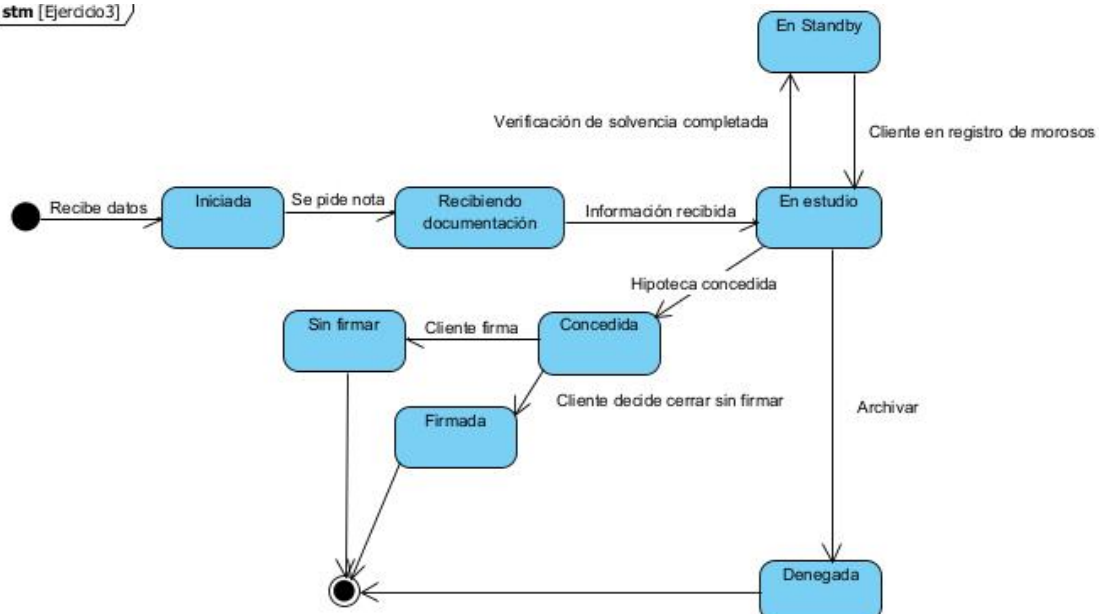 stm [Ejercicio3]
En Standby
Verificación de solvencia completada
Cliente en registro de morosos
Recibe datos
Iniciada
Se pide nota
Recibiendo
documentación
Información recibida
En estudio
Hipoteca concedida
Sin firmar
Cliente firma
Concedida
Cliente decide cerrar sin firmar
Archivar
Firmada
Denegada